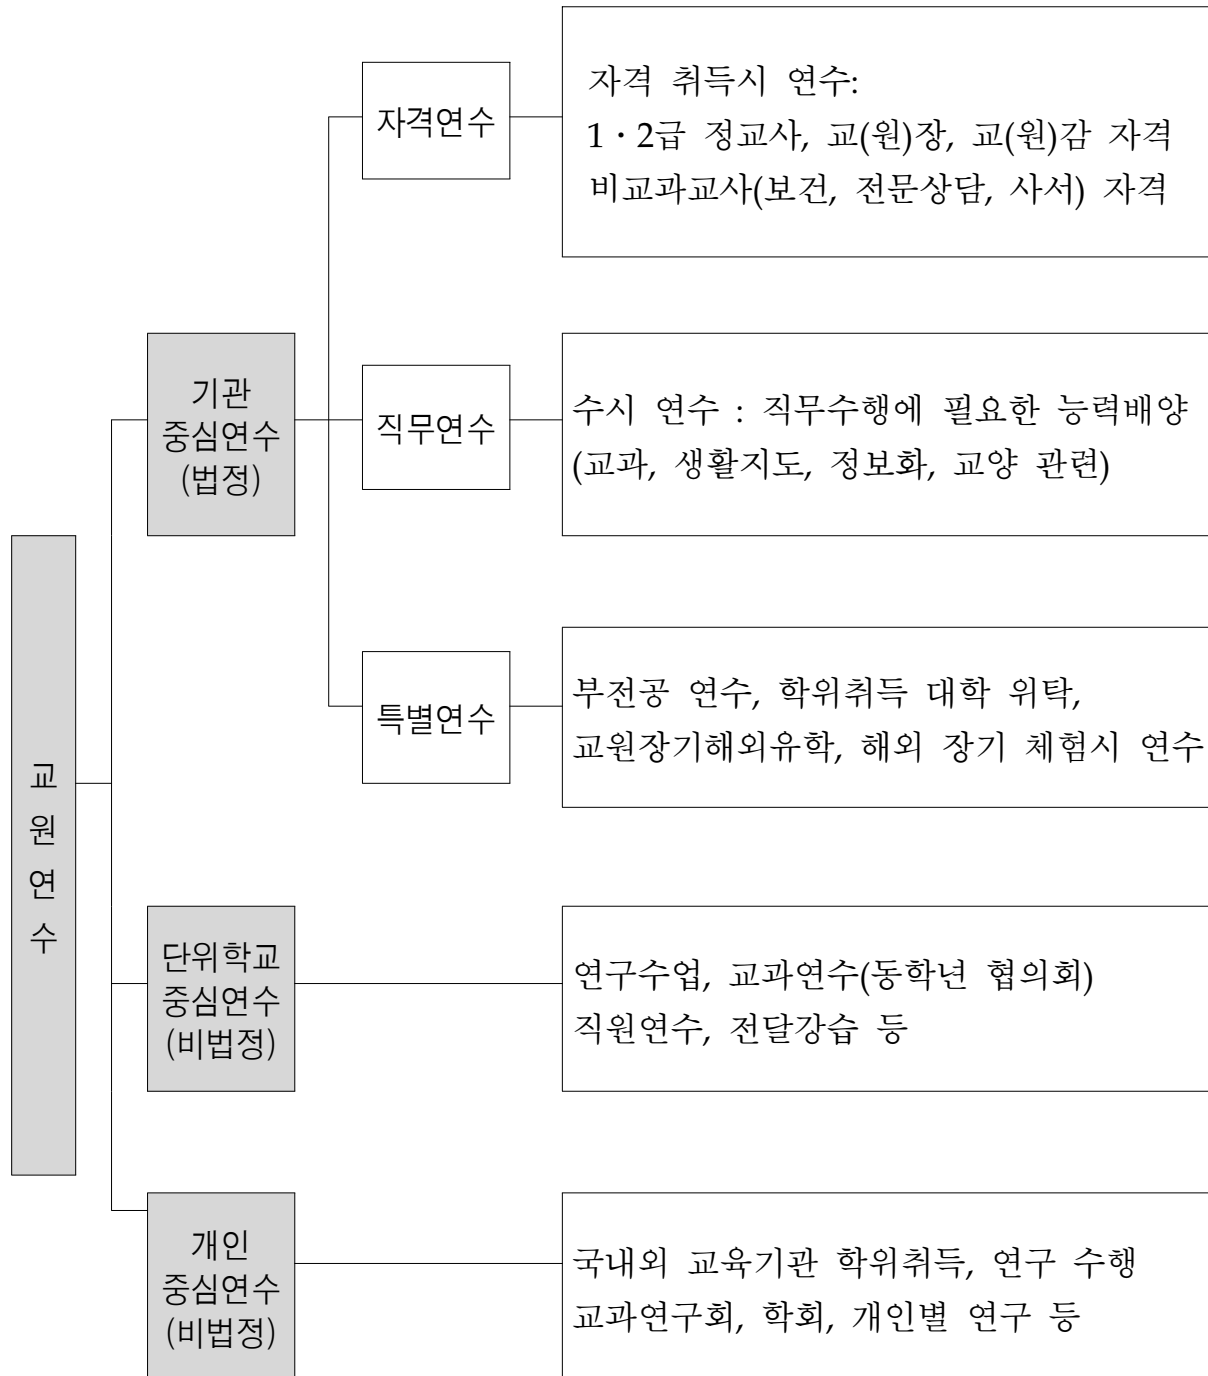 교
원
연
수
기관
중심연수
(법정)
자격연수
자격 취득시 연수:
1·2급 정교사, 교(원)장, 교(원)감 자격
비교과교사(보건, 전문상담, 사서) 자격
직무연수
수시 연수 : 직무수행에 필요한 능력배양
(교과, 생활지도, 정보화, 교양 관련)
특별연수
부전공 연수, 학위취득 대학 위탁,
교원장기해외유학, 해외 장기 체험시 연수
단위학교
중심연수
(비법정)
연구수업, 교과연수(동학년 협의회)
직원연수, 전달강습 등
개인
중심연수
(비법정)
국내외 교육기관 학위취득, 연구 수행
교과연구회, 학회, 개인별 연구 등